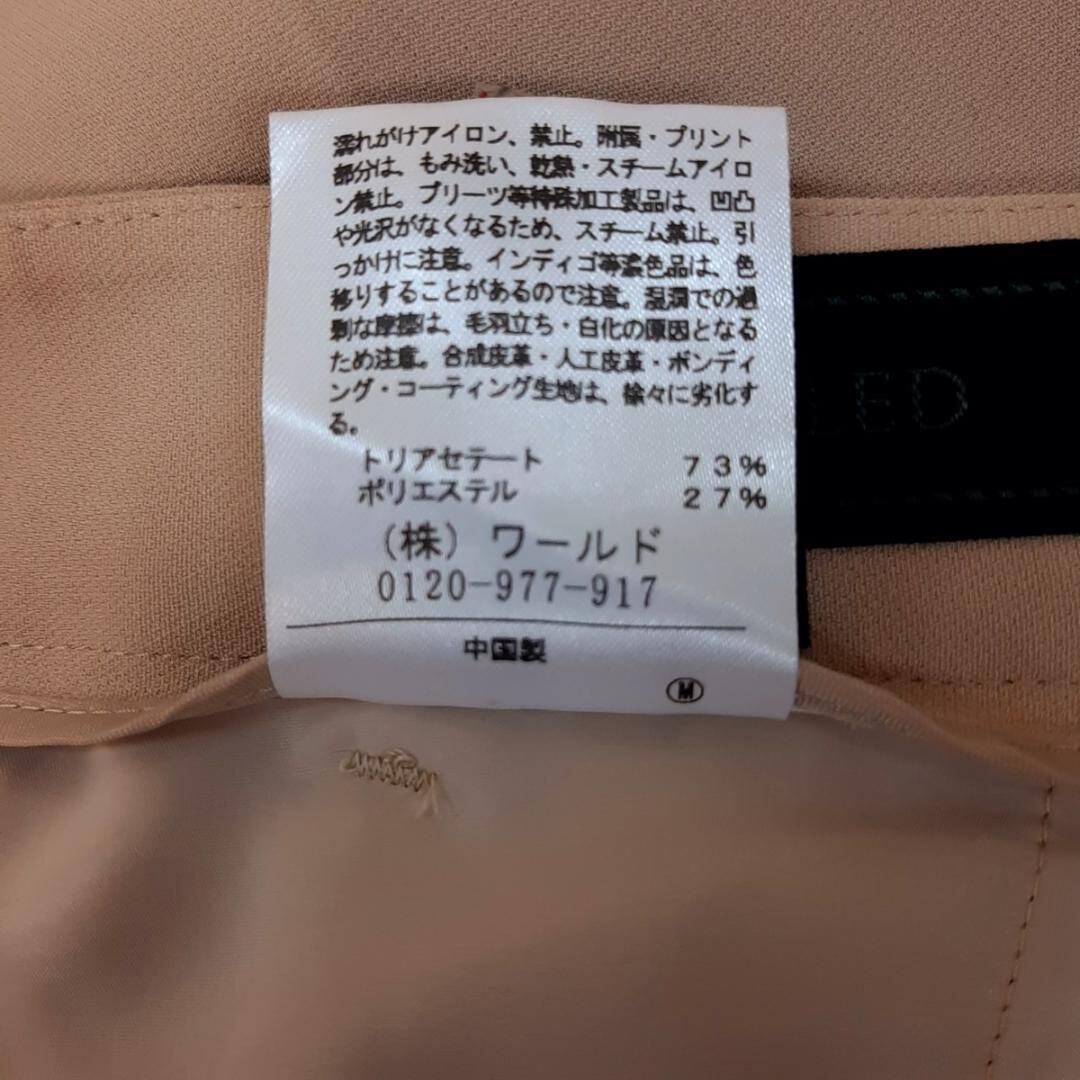 濡れがけアイロン、禁止。附属・プリント
部分は、もみ洗い、乾熱・スチームアイロ
ン禁止。プリーツ等特殊加工製品は、凹凸
や光沢がなくなるため、スチーム禁止。引
っかけに注意。インディゴ等濃色品は、色
移りすることがあるので注意。湿潤での過
剰な摩擦は、毛羽立ち・白化の原因となる
ため注意。合成皮革・人工皮革・ボンディ
ング・コーティング生地は、徐々に劣化す
る。
トリアセテート 73%
ポリエステル 27%
(株)ワールド
0120-977-917
中国製
Ⓜ